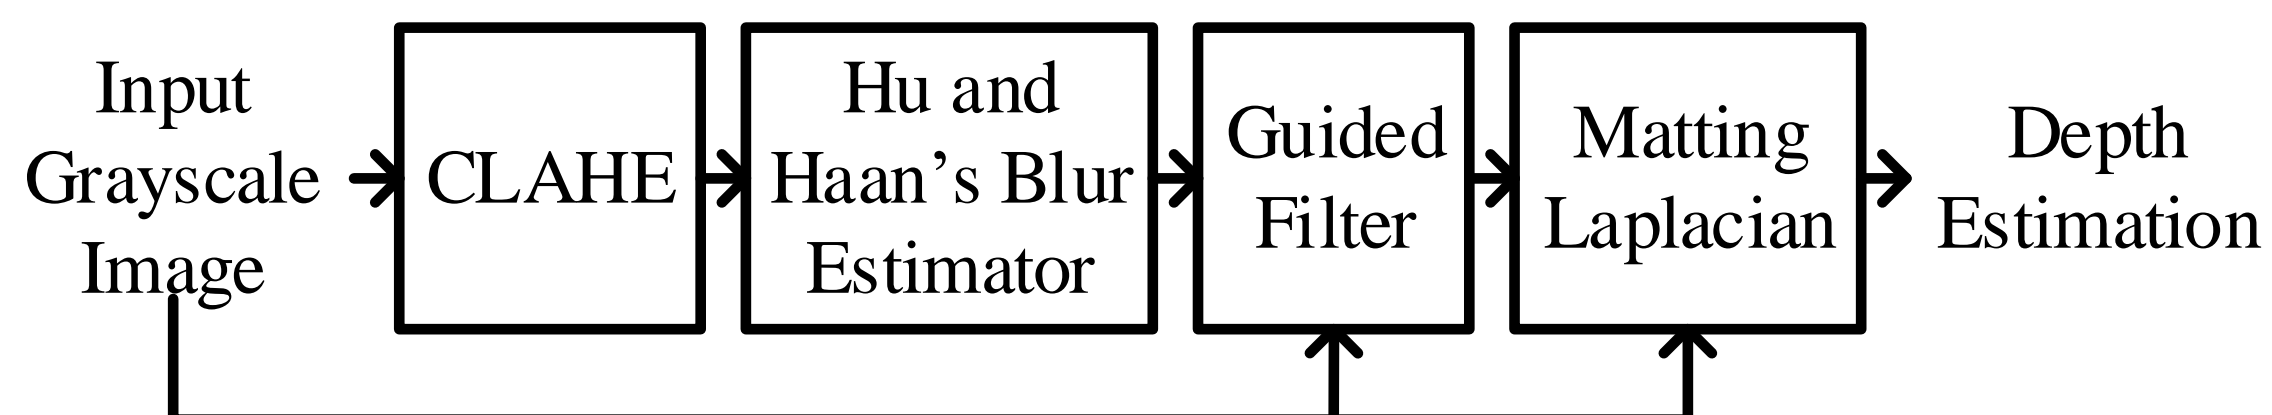 Input
Grayscale
Image
CLAHE
Hu and
Haan’s Blur
Estimator
Guided
Filter
Matting
Laplacian
Depth
Estimation